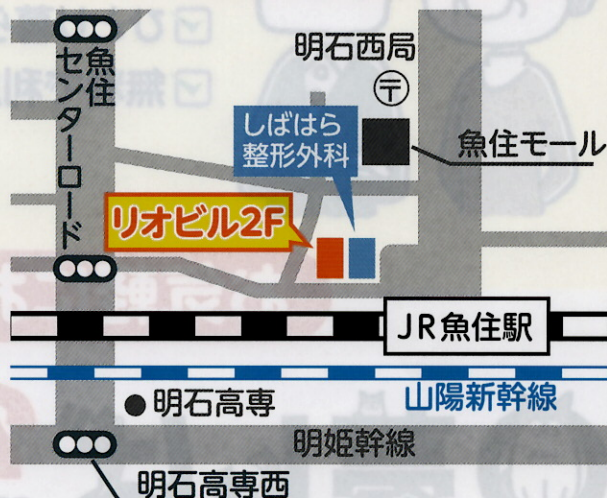 明石西局
〒
魚住
センターロード
しばはら
整形外科
魚住モール
リオビル2F
JR魚住駅
山陽新幹線
明石高専
明姫幹線
明石高専西